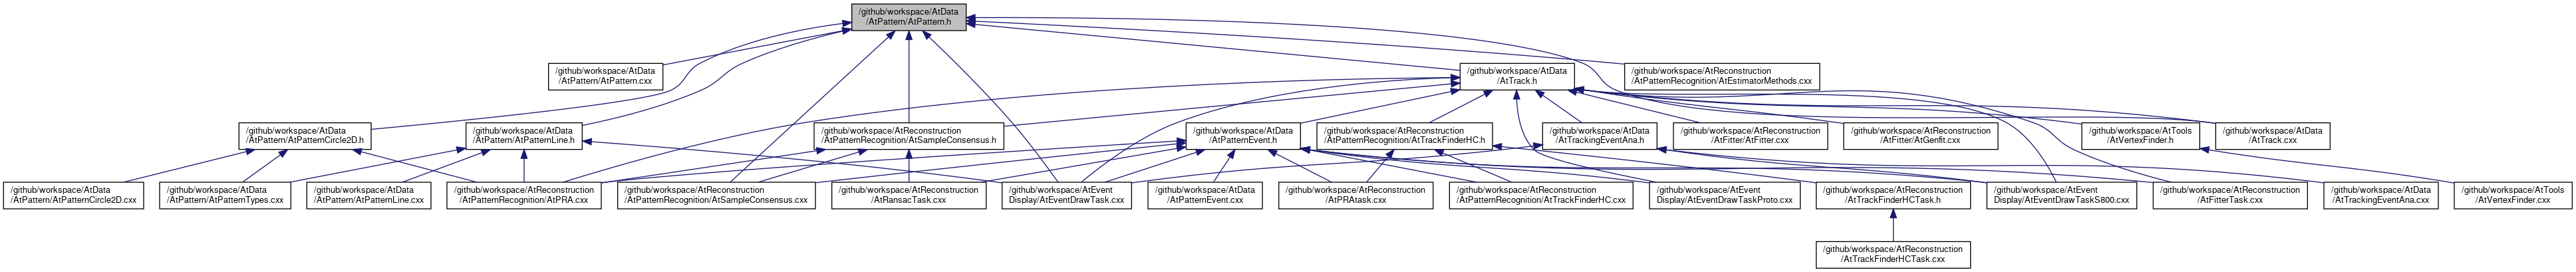 /github/workspace/AtData
/AtPattern/AtPattern.h
/github/workspace/AtData
/AtPattern/AtPattern.cxx
/github/workspace/AtData
/AtTrack.h
/github/workspace/AtReconstruction
/AtPatternRecognition/AtEstimatorMethods.cxx
/github/workspace/AtData
/AtPattern/AtPatternCircle2D.h
/github/workspace/AtData
/AtPattern/AtPatternLine.h
/github/workspace/AtReconstruction
/AtPatternRecognition/AtSampleConsensus.h
/github/workspace/AtData
/AtPatternEvent.h
/github/workspace/AtReconstruction
/AtPatternRecognition/AtTrackFinderHC.h
/github/workspace/AtData
/AtTrackingEventAna.h
/github/workspace/AtReconstruction
/AtFitter/AtFitter.cxx
/github/workspace/AtReconstruction
/AtFitter/AtGenfit.cxx
/github/workspace/AtTools
/AtVertexFinder.h
/github/workspace/AtData
/AtTrack.cxx
/github/workspace/AtData
/AtPattern/AtPatternCircle2D.cxx
/github/workspace/AtData
/AtPattern/AtPatternTypes.cxx
/github/workspace/AtData
/AtPattern/AtPatternLine.cxx
/github/workspace/AtReconstruction
/AtPatternRecognition/AtPRA.cxx
/github/workspace/AtReconstruction
/AtPatternRecognition/AtSampleConsensus.cxx
/github/workspace/AtReconstruction
/AtRansacTask.cxx
/github/workspace/AtEvent
Display/AtEventDrawTask.cxx
/github/workspace/AtData
/AtPatternEvent.cxx
/github/workspace/AtReconstruction
/AtPRAtask.cxx
/github/workspace/AtReconstruction
/AtPatternRecognition/AtTrackFinderHC.cxx
/github/workspace/AtEvent
Display/AtEventDrawTaskProto.cxx
/github/workspace/AtReconstruction
/AtTrackFinderHCTask.h
/github/workspace/AtEvent
Display/AtEventDrawTaskS800.cxx
/github/workspace/AtReconstruction
/AtFitterTask.cxx
/github/workspace/AtData
/AtTrackingEventAna.cxx
/github/workspace/AtTools
/AtVertexFinder.cxx
/github/workspace/AtReconstruction
/AtTrackFinderHCTask.cxx